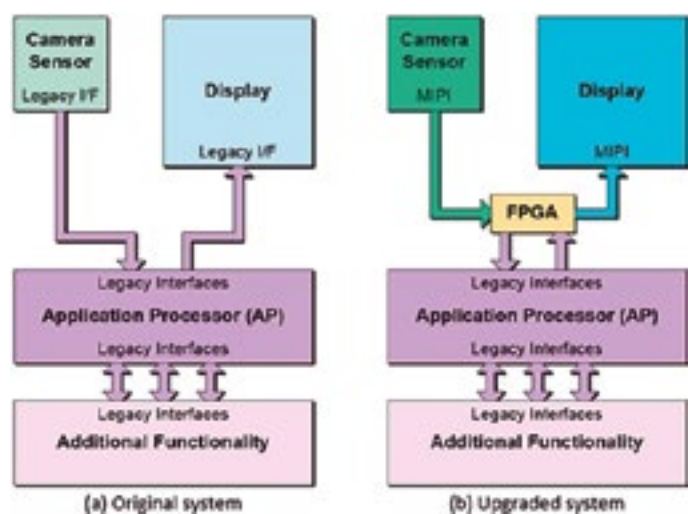 Camera
Sensor
Legacy I/F
Display
Legacy I/F
Legacy Interfaces
Application Processor (AP)
Legacy Interfaces
Legacy Interfaces
Additional Functionality
(a) Original system
Camera
Sensor
MIPI
Display
MIPI
FPGA
Legacy Interfaces
Application Processor (AP)
Legacy Interfaces
Legacy Interfaces
Additional Functionality
(b) Upgraded system